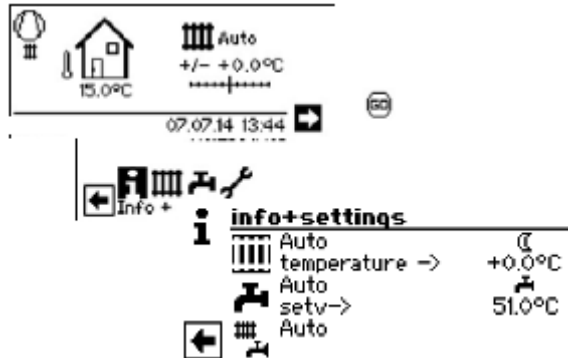 Auto
+/- +0.0°C
15.0°C
07.07.14 13:44
GD
Info +
info+settings
Auto
temperature -> +0.0°C
Auto
setv-> 51.0°C
Auto